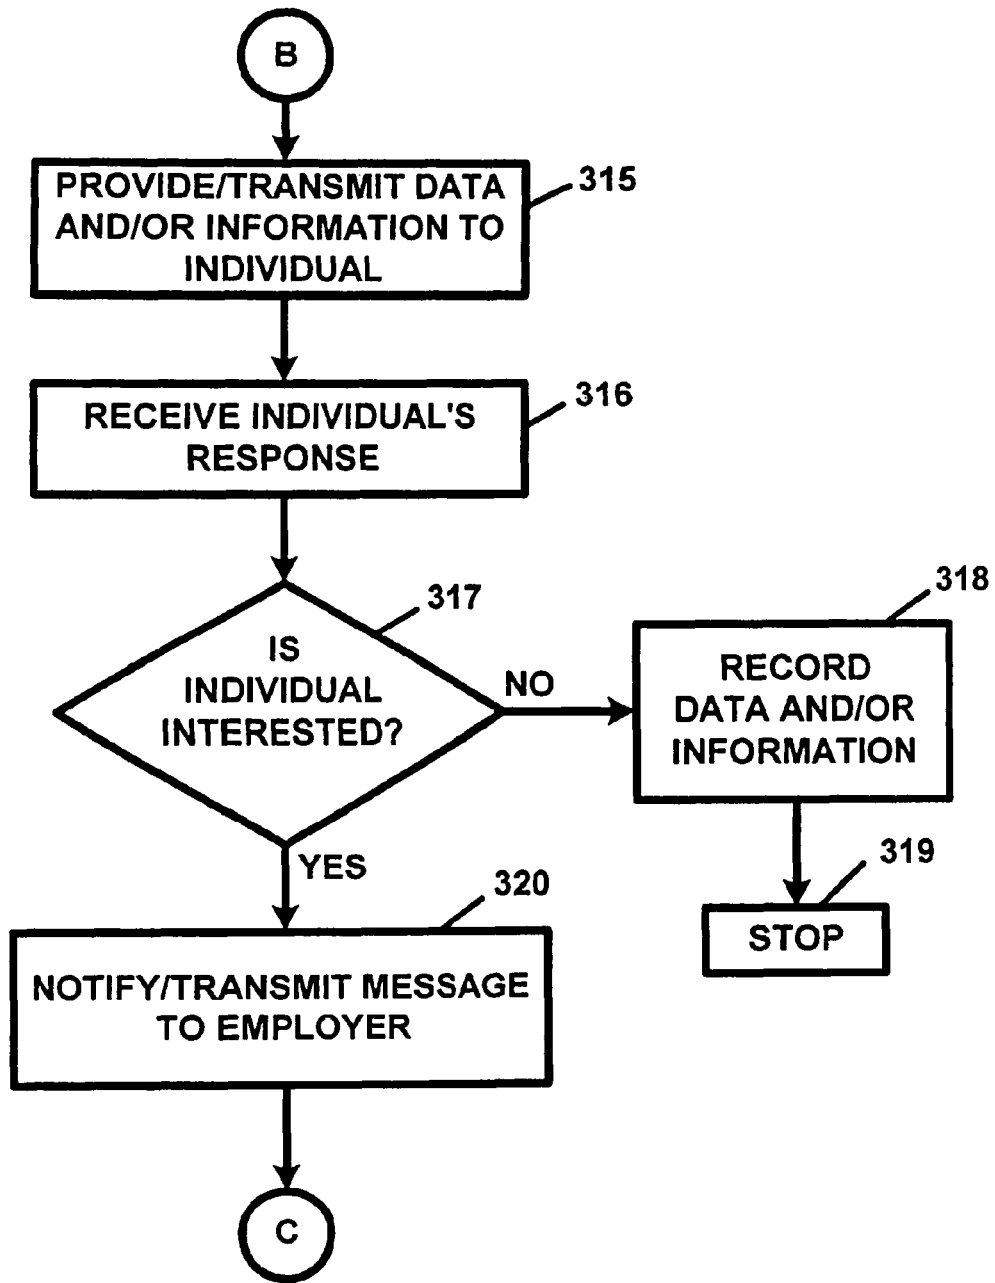 B
PROVIDE/TRANSMIT DATA
AND/OR INFORMATION TO
INDIVIDUAL
315
RECEIVE INDIVIDUAL'S
RESPONSE
316
317
IS
INDIVIDUAL
INTERESTED?
NO
318
RECORD
DATA AND/OR
INFORMATION
YES
319
STOP
320
NOTIFY/TRANSMIT MESSAGE
TO EMPLOYER
C